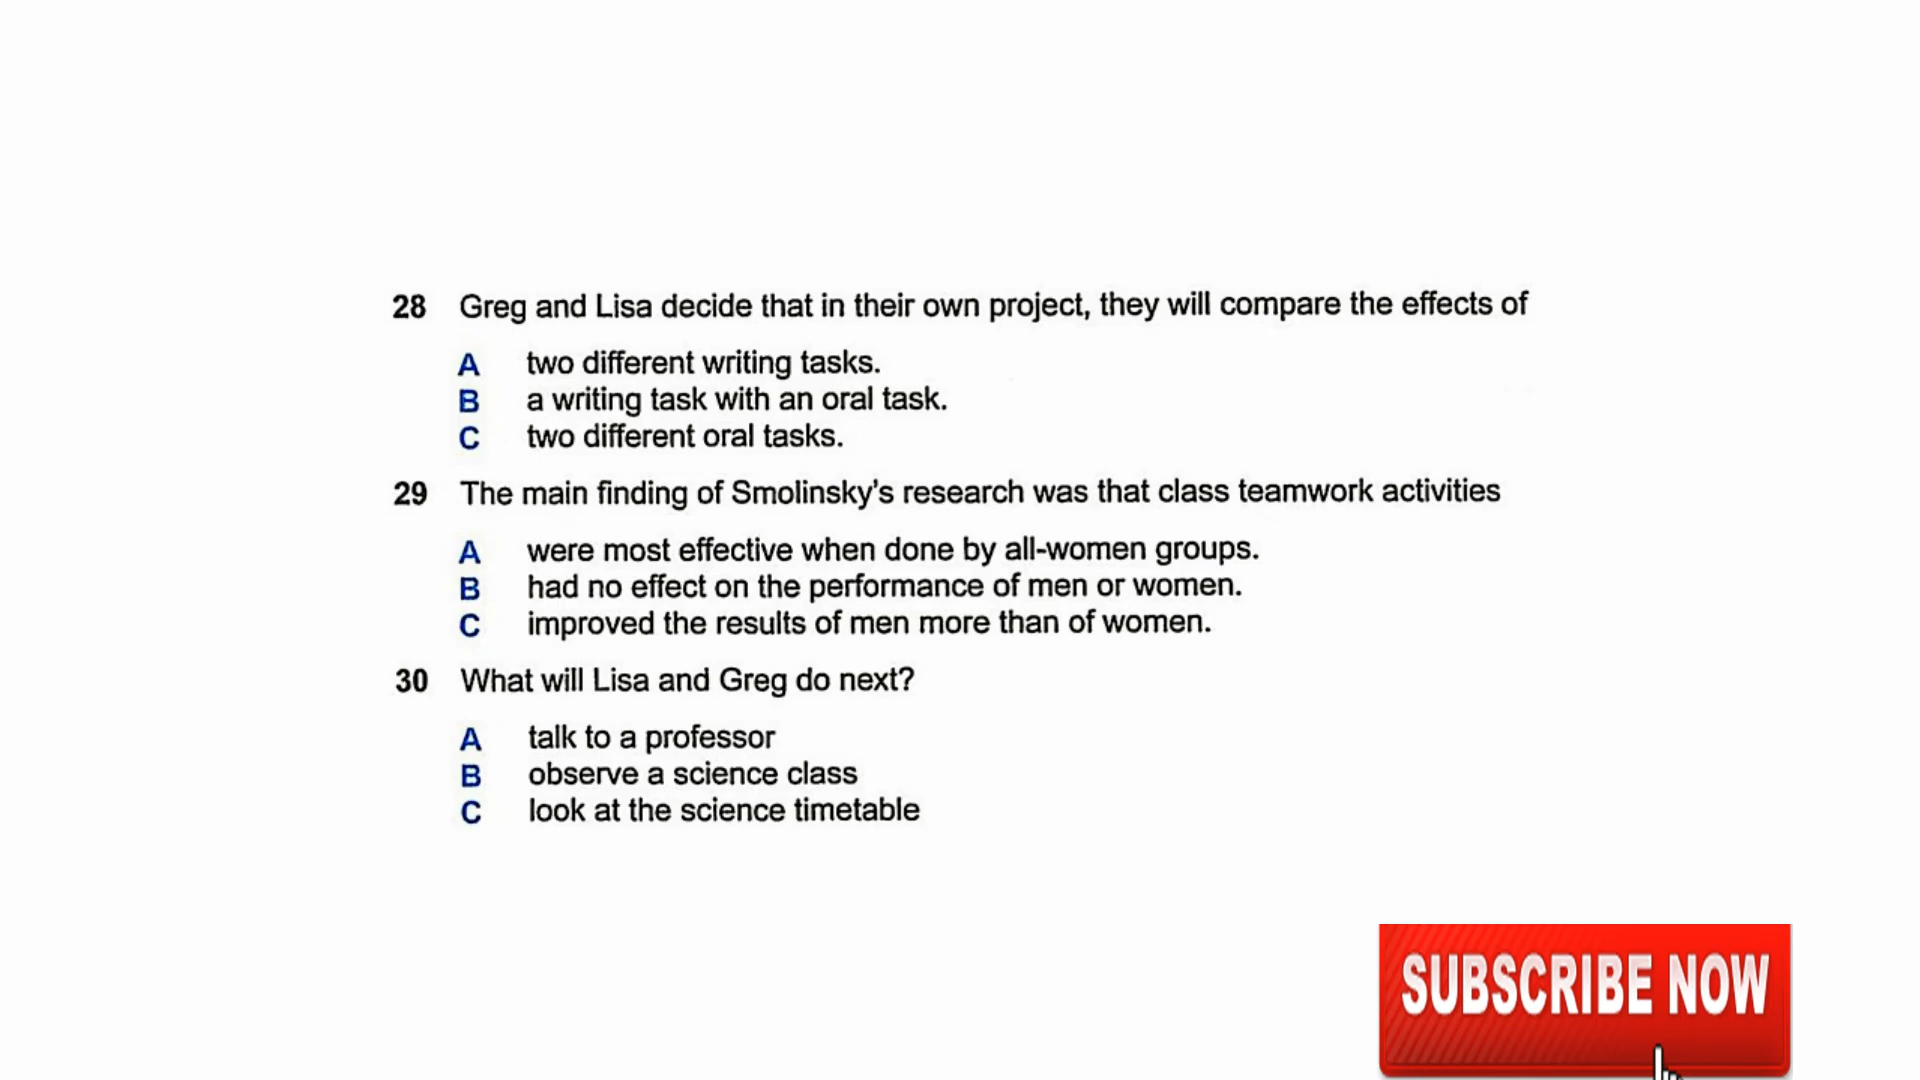 28 Greg and Lisa decide that in their own project, they will compare the effects of
A two different writing tasks.
B a writing task with an oral task.
C two different oral tasks.
29 The main finding of Smolinsky's research was that class teamwork activities
A were most effective when done by all-women groups.
B had no effect on the performance of men or women.
C improved the results of men more than of women.
30 What will Lisa and Greg do next?
A talk to a professor
B observe a science class
C look at the science timetable
SUBSCRIBE NOW